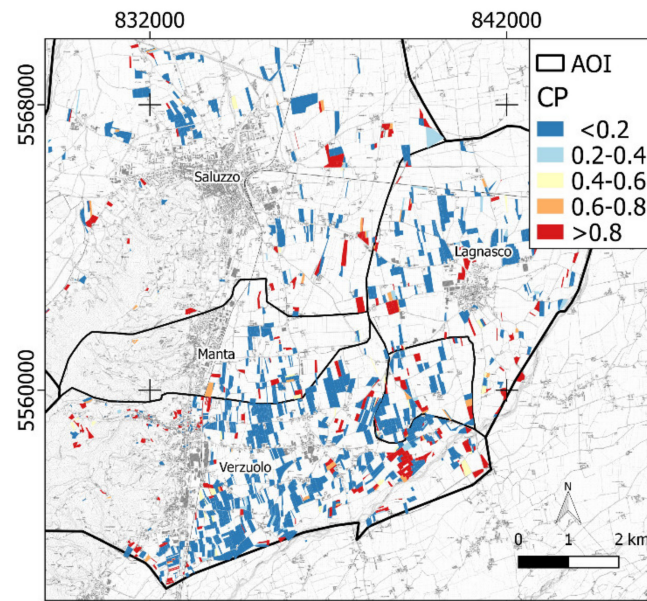 832000
842000
5568000
5560000
AOI
CP
<0.2
0.2-0.4
0.4-0.6
0.6-0.8
>0.8
Saluzzo
Lagnasco
Manta
Verzuolo
N
0 1 2 km